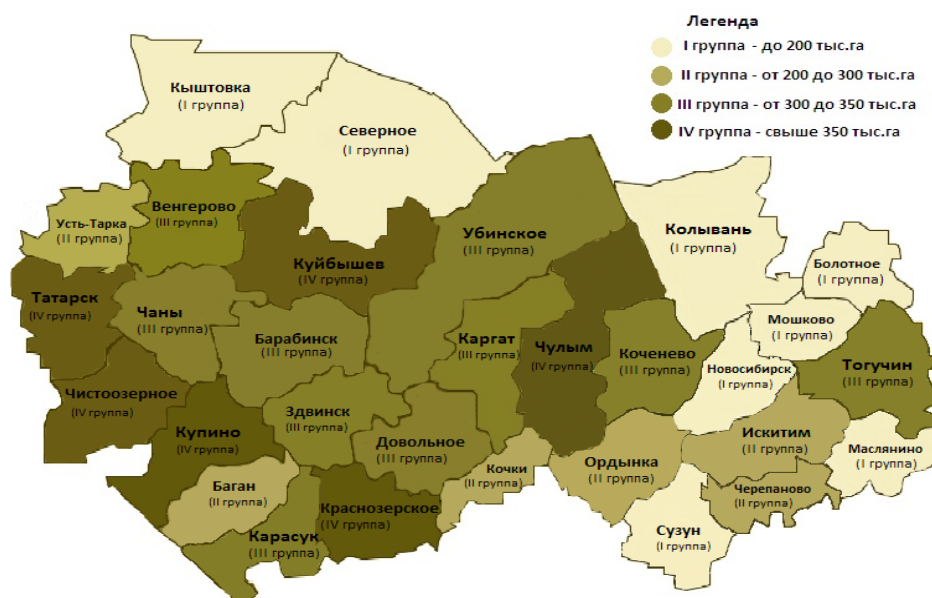 Легенда
I группа - до 200 тыс.га
II группа - от 200 до 300 тыс.га
III группа - от 300 до 350 тыс.га
IV группа - свыше 350 тыс.га
Кыштовка
(I группа)
Северное
(I группа)
Усть-Тарка
(II группа)
Венгерово
(III группа)
Убинское
(III группа)
Колывань
(I группа)
Куйбышев
(IV группа)
Болотное
(I группа)
Татарск
(IV группа)
Чаны
(III группа)
Барабинск
(III группа)
Каргат
(III группа)
Чулым
(IV группа)
Коченево
(III группа)
Мошково
(I группа)
Новосибирск
(I группа)
Тогучин
(III группа)
Чистоозерное
(IV группа)
Купино
(IV группа)
Здвинск
(III группа)
Довольное
(III группа)
Искитим
(II группа)
Маслянино
(I группа)
Кочки
(II группа)
Ордынка
(II группа)
Баган
(II группа)
Черепаново
(II группа)
Краснозерское
(IV группа)
Карасук
(III группа)
Сузун
(I группа)